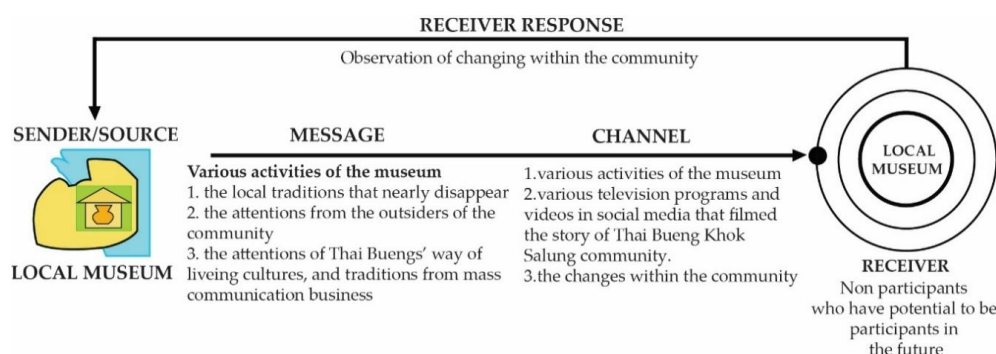 RECEIVER RESPONSE
Observation of changing within the community
SENDER/SOURCE
LOCAL MUSEUM
MESSAGE
Various activities of the museum
1. the local traditions that nearly disappear
2. the attentions from the outsiders of the
community
3. the attentions of Thai Buengs' way of
liveing cultures, and traditions from mass
communication business
CHANNEL
1.various activities of the museum
2.various television programs and
videos in social media that filmed
the story of Thai Bueng Khok
Salung community.
3.the changes within the community
LOCAL
MUSEUM
RECEIVER
Non participants
who have potential to be
participants in
the future